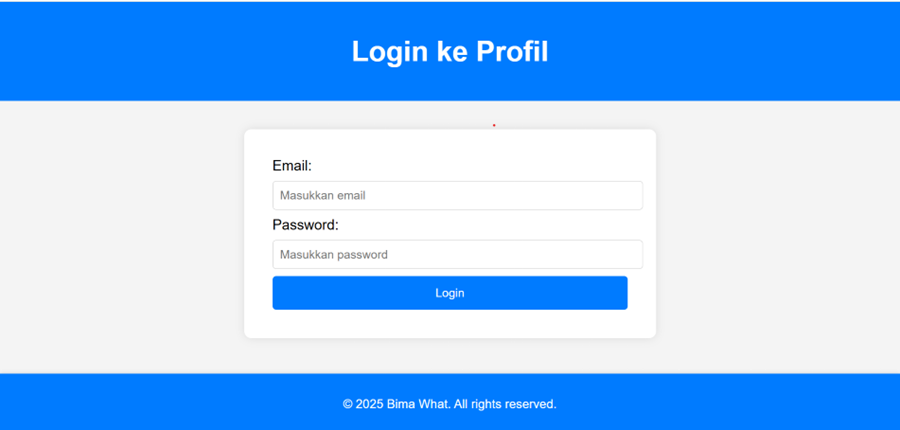 Login ke Profil
Email:
Masukkan email
Password:
Masukkan password
Login
© 2025 Bima What. All rights reserved.